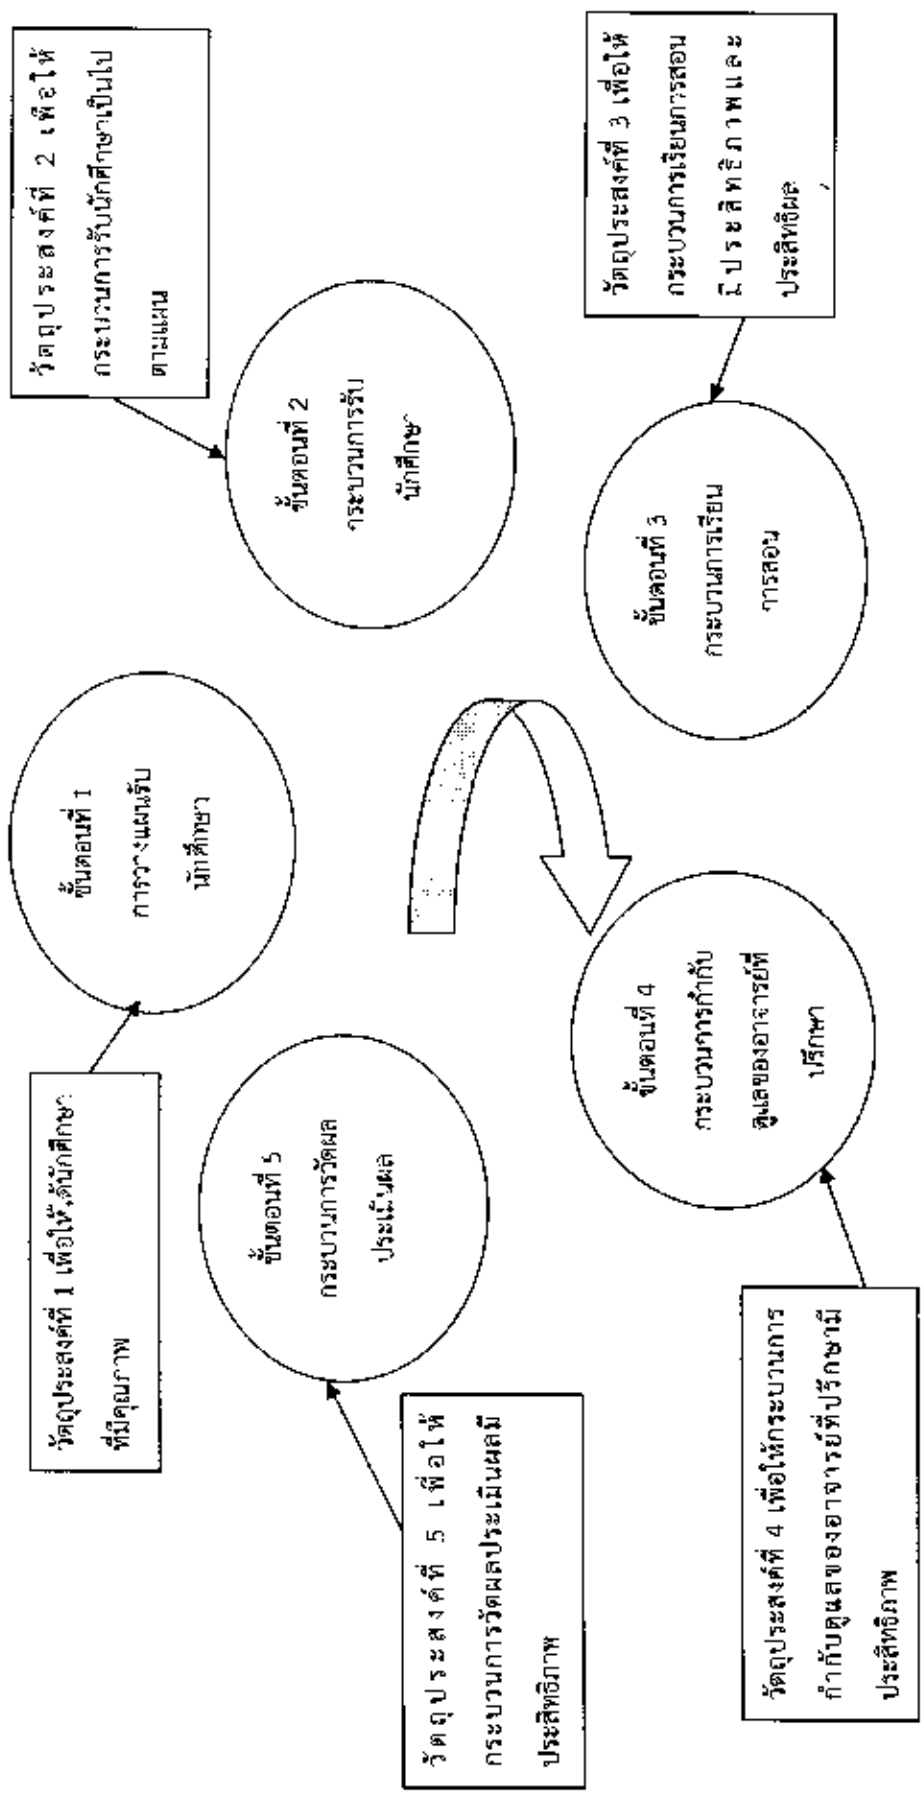 วัตถุประสงค์ที่ 1 เพื่อให้ได้นักศึกษา
ที่มีคุณภาพ
ขั้นตอนที่ 1
การวางแผนรับ
นักศึกษา
วัตถุประสงค์ที่ 2 เพื่อให้
กระบวนการรับนักศึกษาเป็นไป
ตามแผน
ขั้นตอนที่ 2
กระบวนการรับ
นักศึกษา
วัตถุประสงค์ที่ 3 เพื่อให้
กระบวนการเรียนการสอน
มีประสิทธิภาพและ
ประสิทธิผล
ขั้นตอนที่ 3
กระบวนการเรียน
การสอน
วัตถุประสงค์ที่ 4 เพื่อให้กระบวนการ
กำกับดูแลของอาจารย์ที่ปรึกษามี
ประสิทธิภาพ
ขั้นตอนที่ 4
กระบวนการกำกับ
ดูแลของอาจารย์ที่
ปรึกษา
วัตถุประสงค์ที่ 5 เพื่อให้
กระบวนการวัดผลประเมินผลมี
ประสิทธิภาพ
ขั้นตอนที่ 5
กระบวนการวัดผล
ประเมินผล